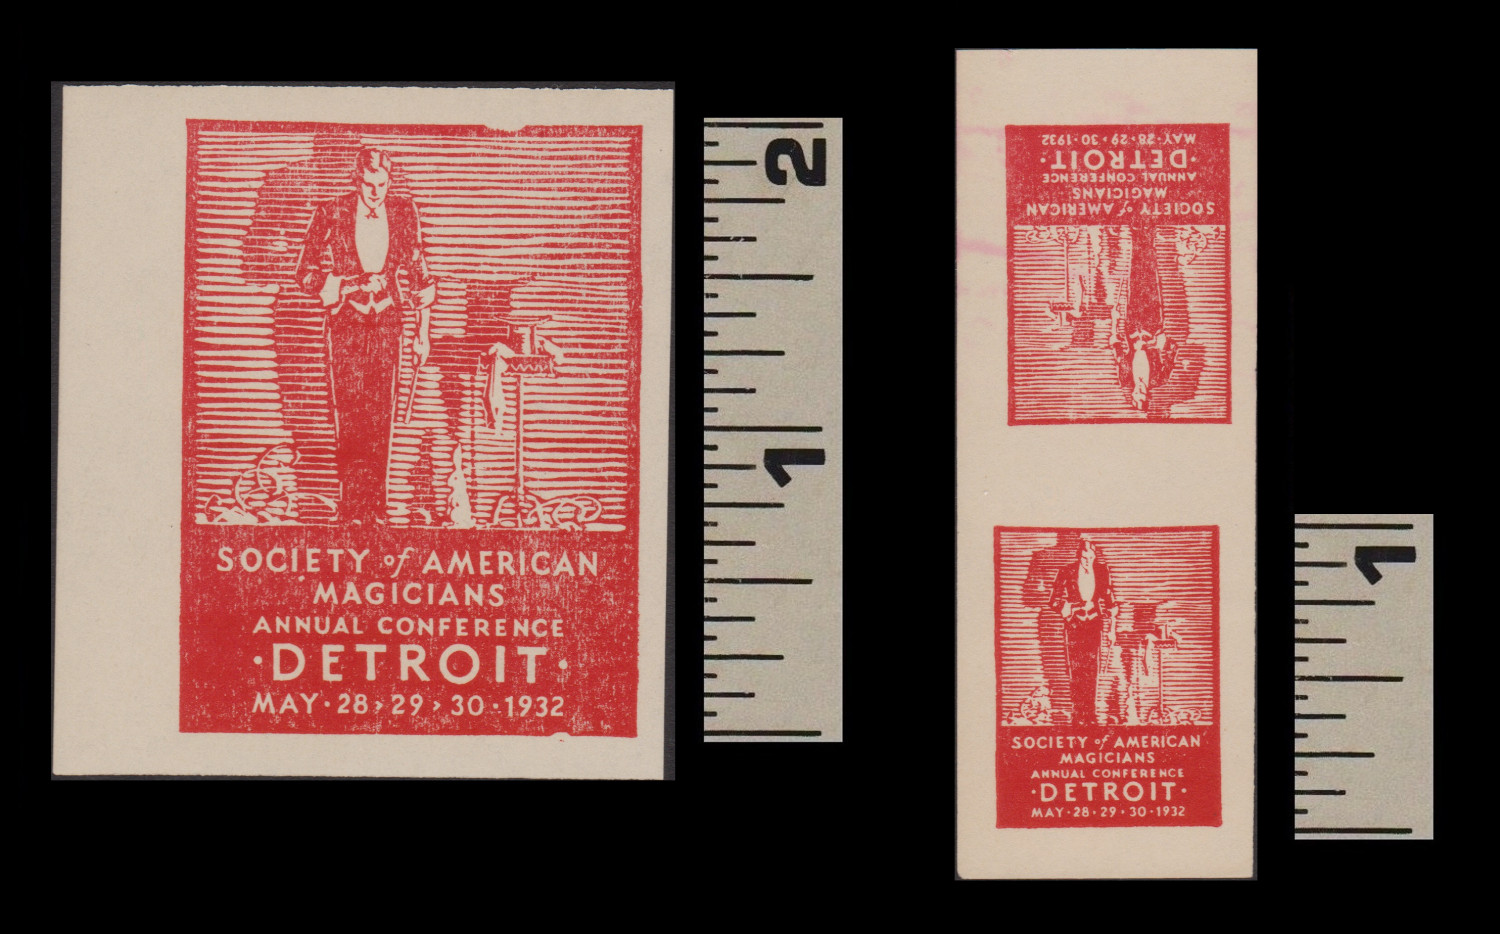 SOCIETY of AMERICAN
MAGICIANS
ANNUAL CONFERENCE
·DETROIT·
MAY·28›29›30·1932
2
1
MAY·28·29·30·1932
·DETROIT·
ANNUAL CONFERENCE
MAGICIANS
SOCIETY of AMERICAN
SOCIETY of AMERICAN
MAGICIANS
ANNUAL CONFERENCE
·DETROIT·
MAY·28·29·30·1932
1